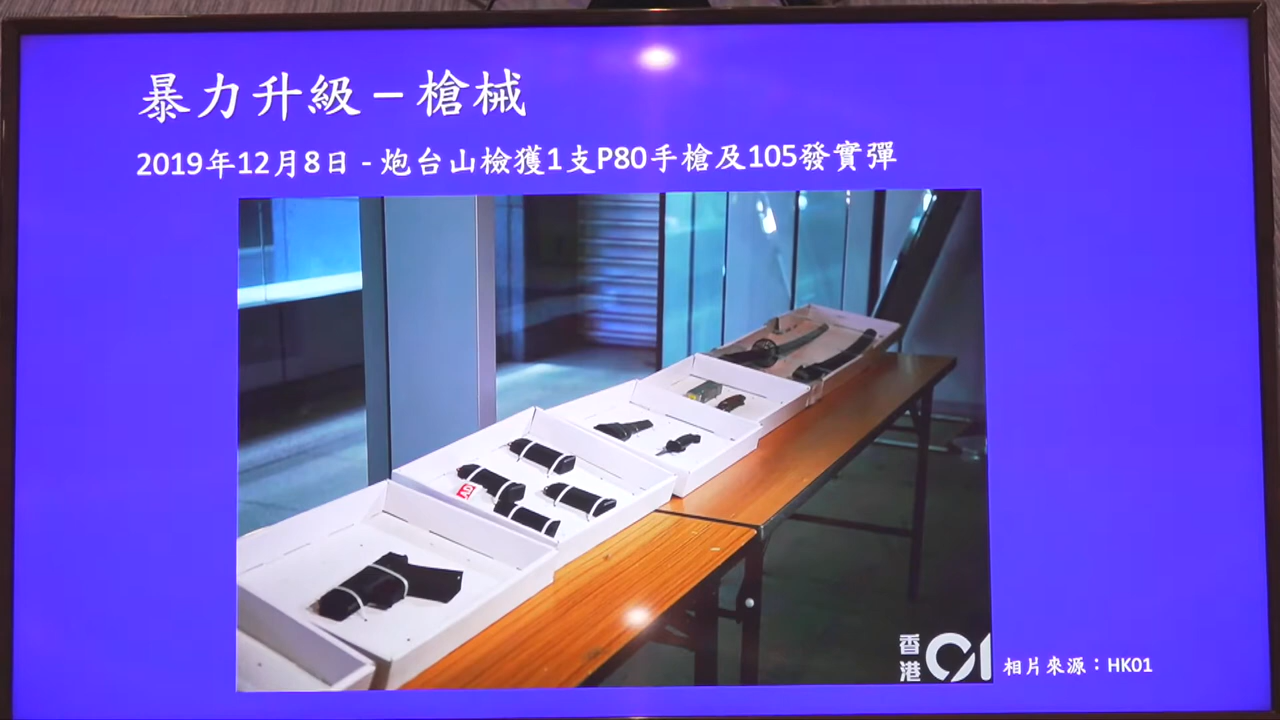 暴力升級 – 槍械
2019年12月8日 - 炮台山檢獲1支P80手槍及105發實彈
AD
香港01
相片來源：HK01